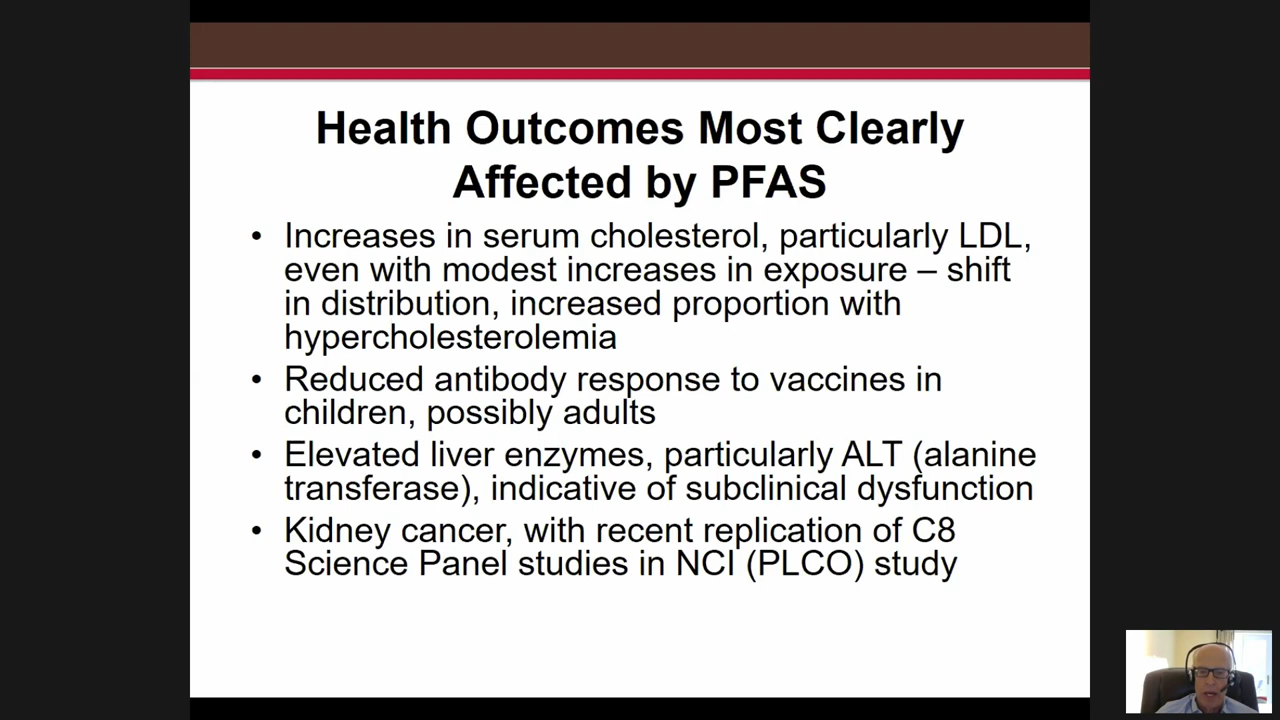 Health Outcomes Most Clearly
Affected by PFAS
• Increases in serum cholesterol, particularly LDL,
even with modest increases in exposure – shift
in distribution, increased proportion with
hypercholesterolemia
• Reduced antibody response to vaccines in
children, possibly adults
• Elevated liver enzymes, particularly ALT (alanine
transferase), indicative of subclinical dysfunction
• Kidney cancer, with recent replication of C8
Science Panel studies in NCI (PLCO) study